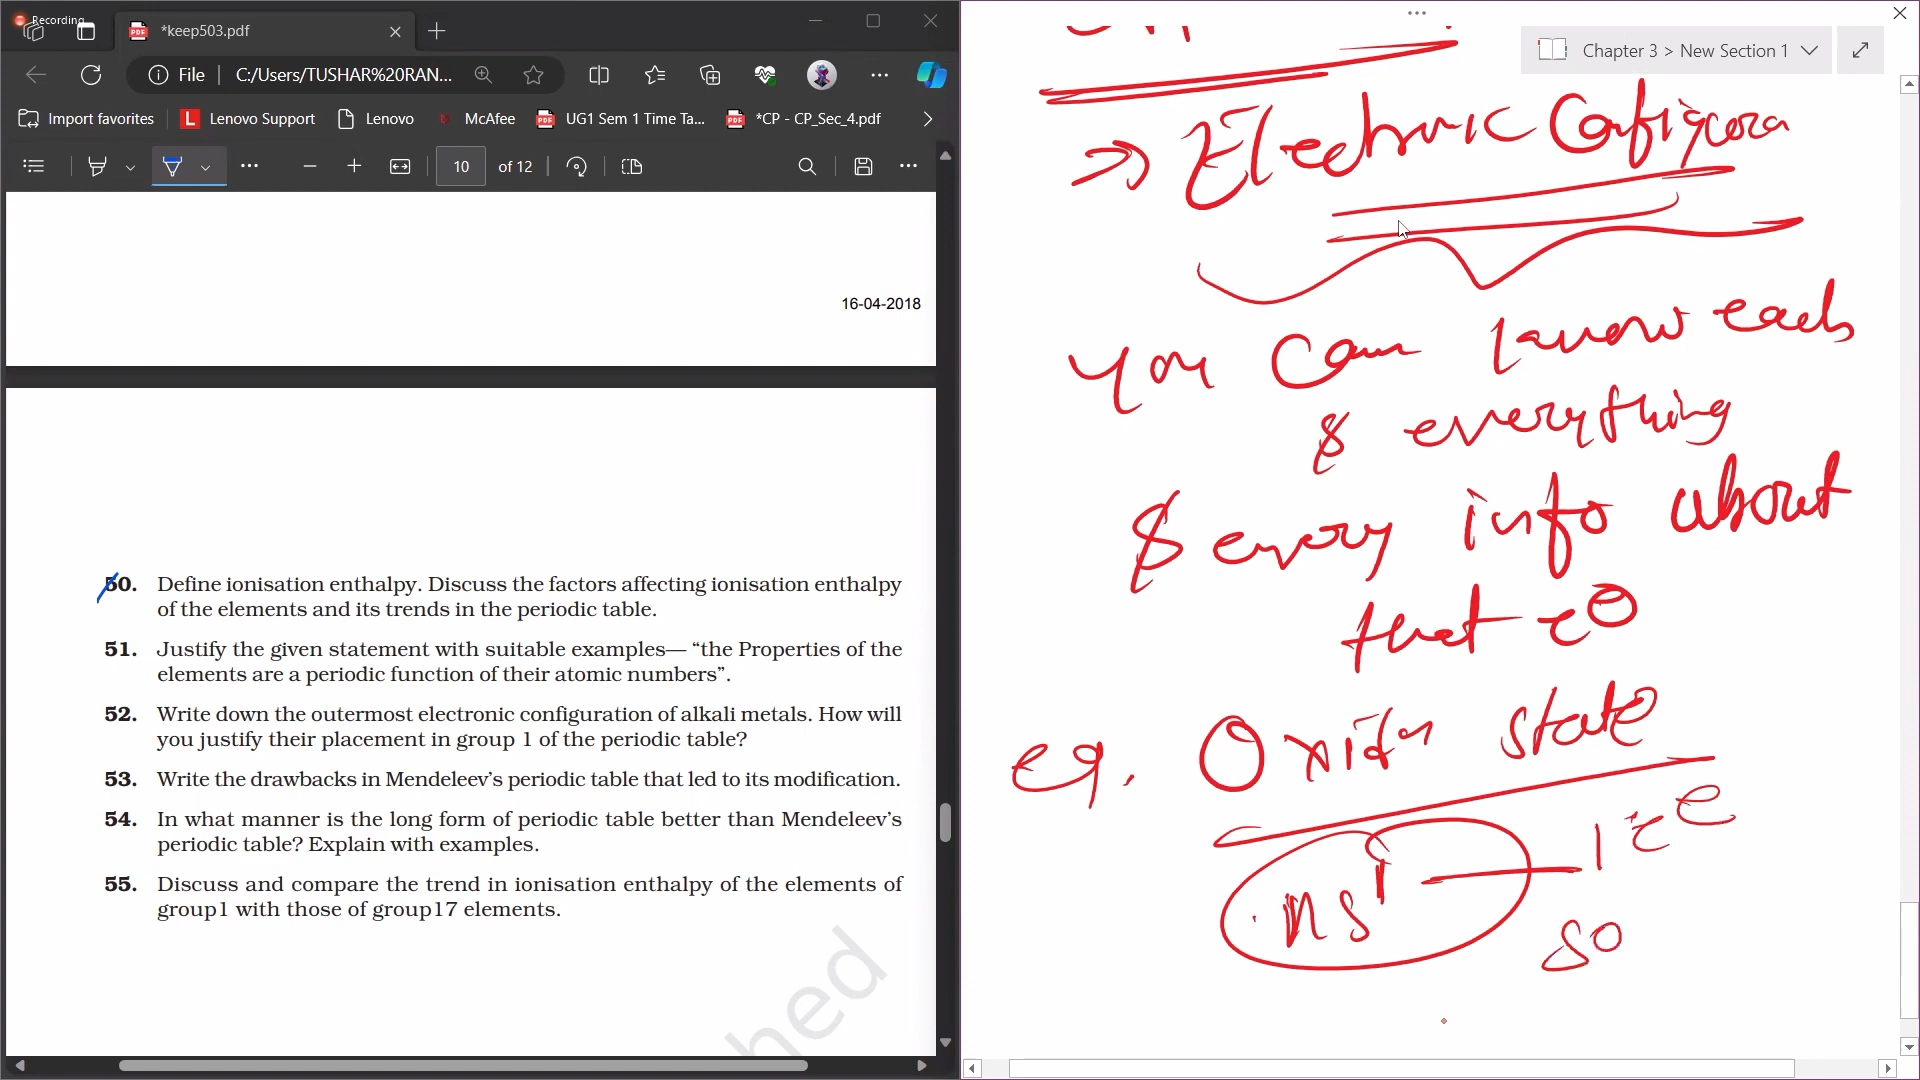 Recording
*keep503.pdf
File
C:/Users/TUSHAR%20RAN...
Import favorites
Lenovo Support
Lenovo
McAfee
UG1 Sem 1 Time Ta...
*CP - CP_Sec_4.pdf
10 of 12
16-04-2018
50. Define ionisation enthalpy. Discuss the factors affecting ionisation enthalpy
of the elements and its trends in the periodic table.
51. Justify the given statement with suitable examples— “the Properties of the
elements are a periodic function of their atomic numbers”.
52. Write down the outermost electronic configuration of alkali metals. How will
you justify their placement in group 1 of the periodic table?
53. Write the drawbacks in Mendeleev’s periodic table that led to its modification.
54. In what manner is the long form of periodic table better than Mendeleev’s
periodic table? Explain with examples.
55. Discuss and compare the trend in ionisation enthalpy of the elements of
group1 with those of group17 elements.
hed
Chapter 3 > New Section 1
⇒ Electronic
you can know each
& everything
& every info about
that e⊖
eg. state
ns¹ — 1
so